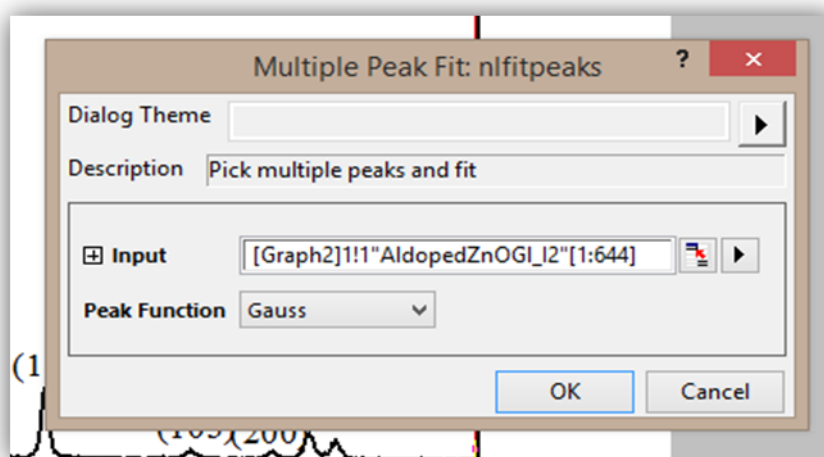 Multiple Peak Fit: nlfitpeaks ? ×
Dialog Theme
Description Pick multiple peaks and fit
Input [Graph2]1!1"AldopedZnOGI_I2"[1:644]
Peak Function Gauss
OK Cancel
(1
(200)